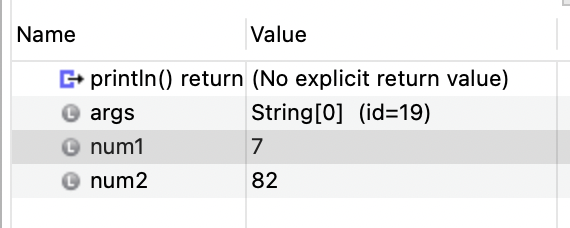 Name Value
println() return (No explicit return value)
args String[0] (id=19)
num1 7
num2 82